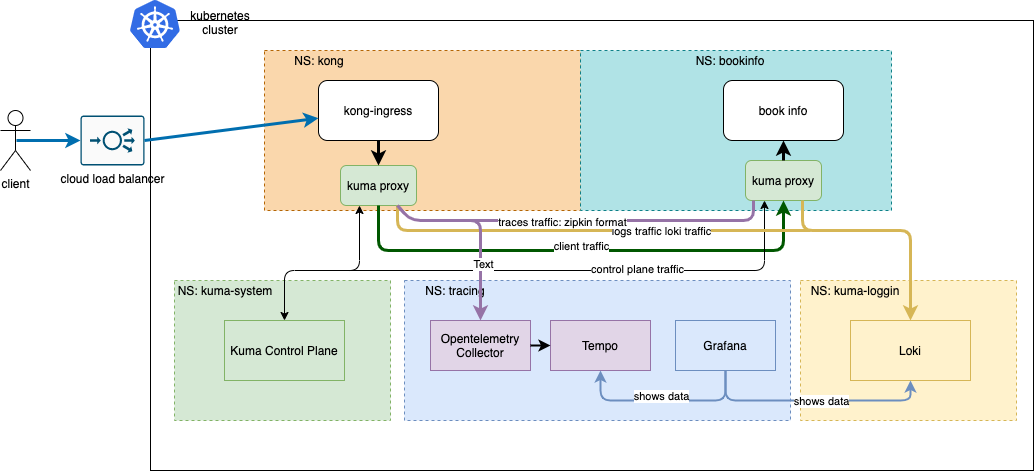 kubernetes
cluster
NS: kong
NS: bookinfo
kong-ingress
book info
client
cloud load balancer
kuma proxy
kuma proxy
traces traffic: zipkin format
logs traffic loki traffic
client traffic
Text
control plane traffic
NS: kuma-system
NS: tracing
NS: kuma-loggin
Kuma Control Plane
Opentelemetry
Collector
Tempo
Grafana
Loki
shows data
shows data